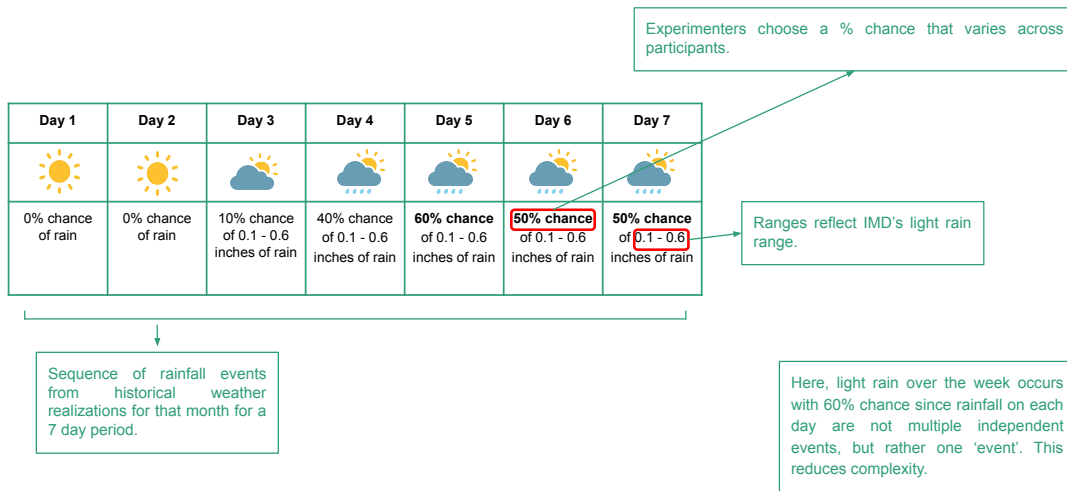 Experimenters choose a % chance that varies across
participants.
Day 1 Day 2 Day 3 Day 4 Day 5 Day 6 Day 7
0% chance
of rain
0% chance
of rain
10% chance
of 0.1 - 0.6
inches of rain
40% chance
of 0.1 - 0.6
inches of rain
60% chance
of 0.1 - 0.6
inches of rain
50% chance
of 0.1 - 0.6
inches of rain
50% chance
of 0.1 - 0.6
inches of rain
Ranges reflect IMD's light rain
range.
Sequence of rainfall events
from historical weather
realizations for that month for a
7 day period.
Here, light rain over the week occurs
with 60% chance since rainfall on each
day are not multiple independent
events, but rather one ‘event’. This
reduces complexity.